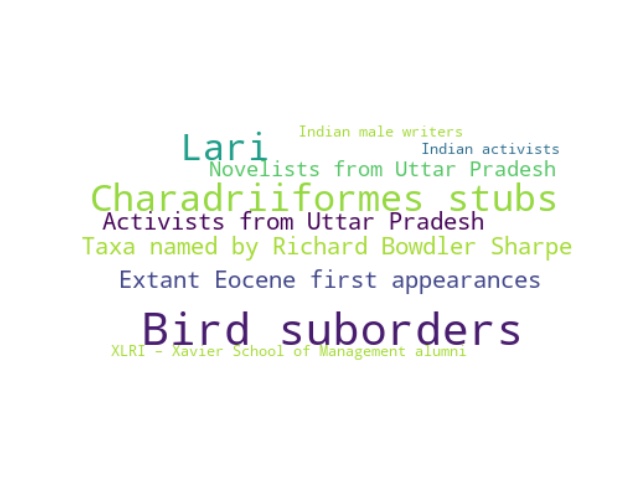 Indian male writers
Lari
Indian activists
Novelists from Uttar Pradesh
Charadriiformes stubs
Activists from Uttar Pradesh
Taxa named by Richard Bowdler Sharpe
Extant Eocene first appearances
Bird suborders
XLRI – Xavier School of Management alumni